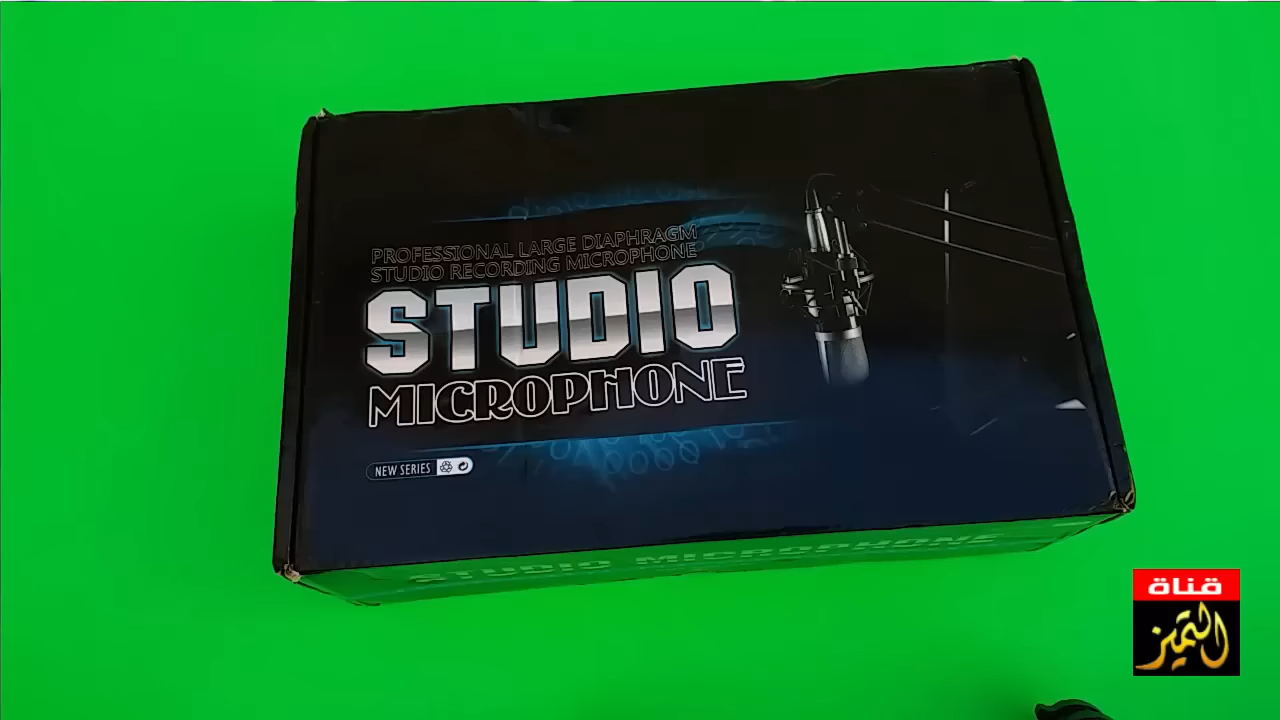 PROFESSIONAL LARGE DIAPHRAGM
STUDIO RECORDING MICROPHONE
STUDIO
MICROPHONE
NEW SERIES
STUDIO MICROPHONE
قناة
التميز